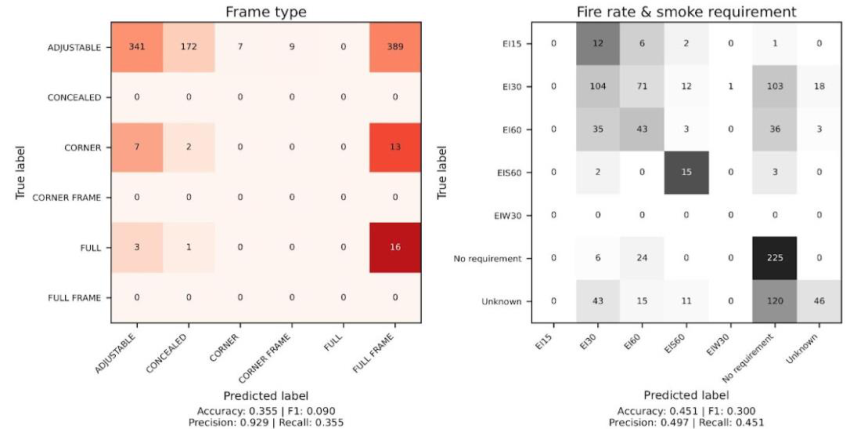 Frame type
ADJUSTABLE 341 172 7 9 0 389
CONCEALED 0 0 0 0 0 0
CORNER 7 2 0 0 0 13
CORNER FRAME 0 0 0 0 0 0
FULL 3 1 0 0 0 16
FULL FRAME 0 0 0 0 0 0
True label
ADJUSTABLE CONCEALED CORNER CORNER FRAME FULL FULL FRAME
Predicted label
Accuracy: 0.355 | F1: 0.090
Precision: 0.929 | Recall: 0.355
Fire rate & smoke requirement
EI15 0 12 6 2 0 1 0
EI30 0 104 71 12 1 103 18
EI60 0 35 43 3 0 36 3
EIS60 0 2 0 15 0 3 0
EIW30 0 0 0 0 0 0 0
No requirement 0 6 24 0 0 225 0
Unknown 0 43 15 11 0 120 46
True label
EI15 EI30 EI60 EIS60 EIW30 No requirement Unknown
Predicted label
Accuracy: 0.451 | F1: 0.300
Precision: 0.497 | Recall: 0.451